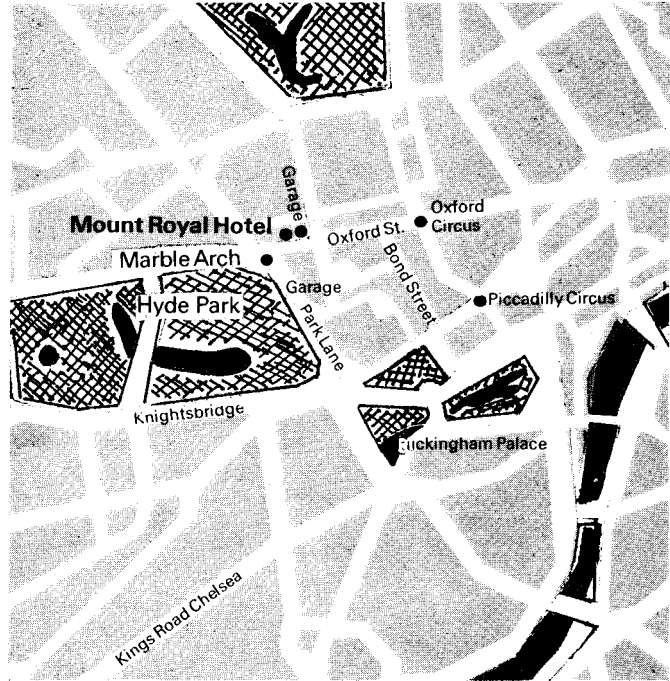 Garage
Mount Royal Hotel
Oxford St.
Oxford
Circus
Marble Arch
Garage
Bond Street
Hyde Park
Park Lane
Piccadilly Circus
Knightsbridge
Buckingham Palace
Kings Road Chelsea